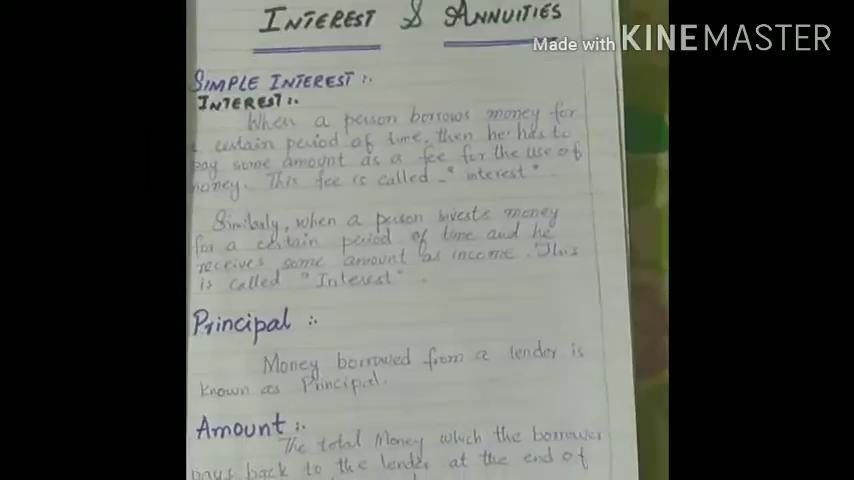 INTEREST & ANNUITIES
Made with KINEMASTER
SIMPLE INTEREST :.
INTEREST :.
When a person borrows money for
a certain period of time, then he has to
pay some amount as a fee for the use of
money. This fee is called "interest"
Similarly, when a person invests money
for a certain period of time and he
receives some amount as income. This
is called "Interest".
Principal :.
Money borrowed from a lender is
known as Principal.
Amount :.
The total Money which the borrower
pays back to the lender at the end of